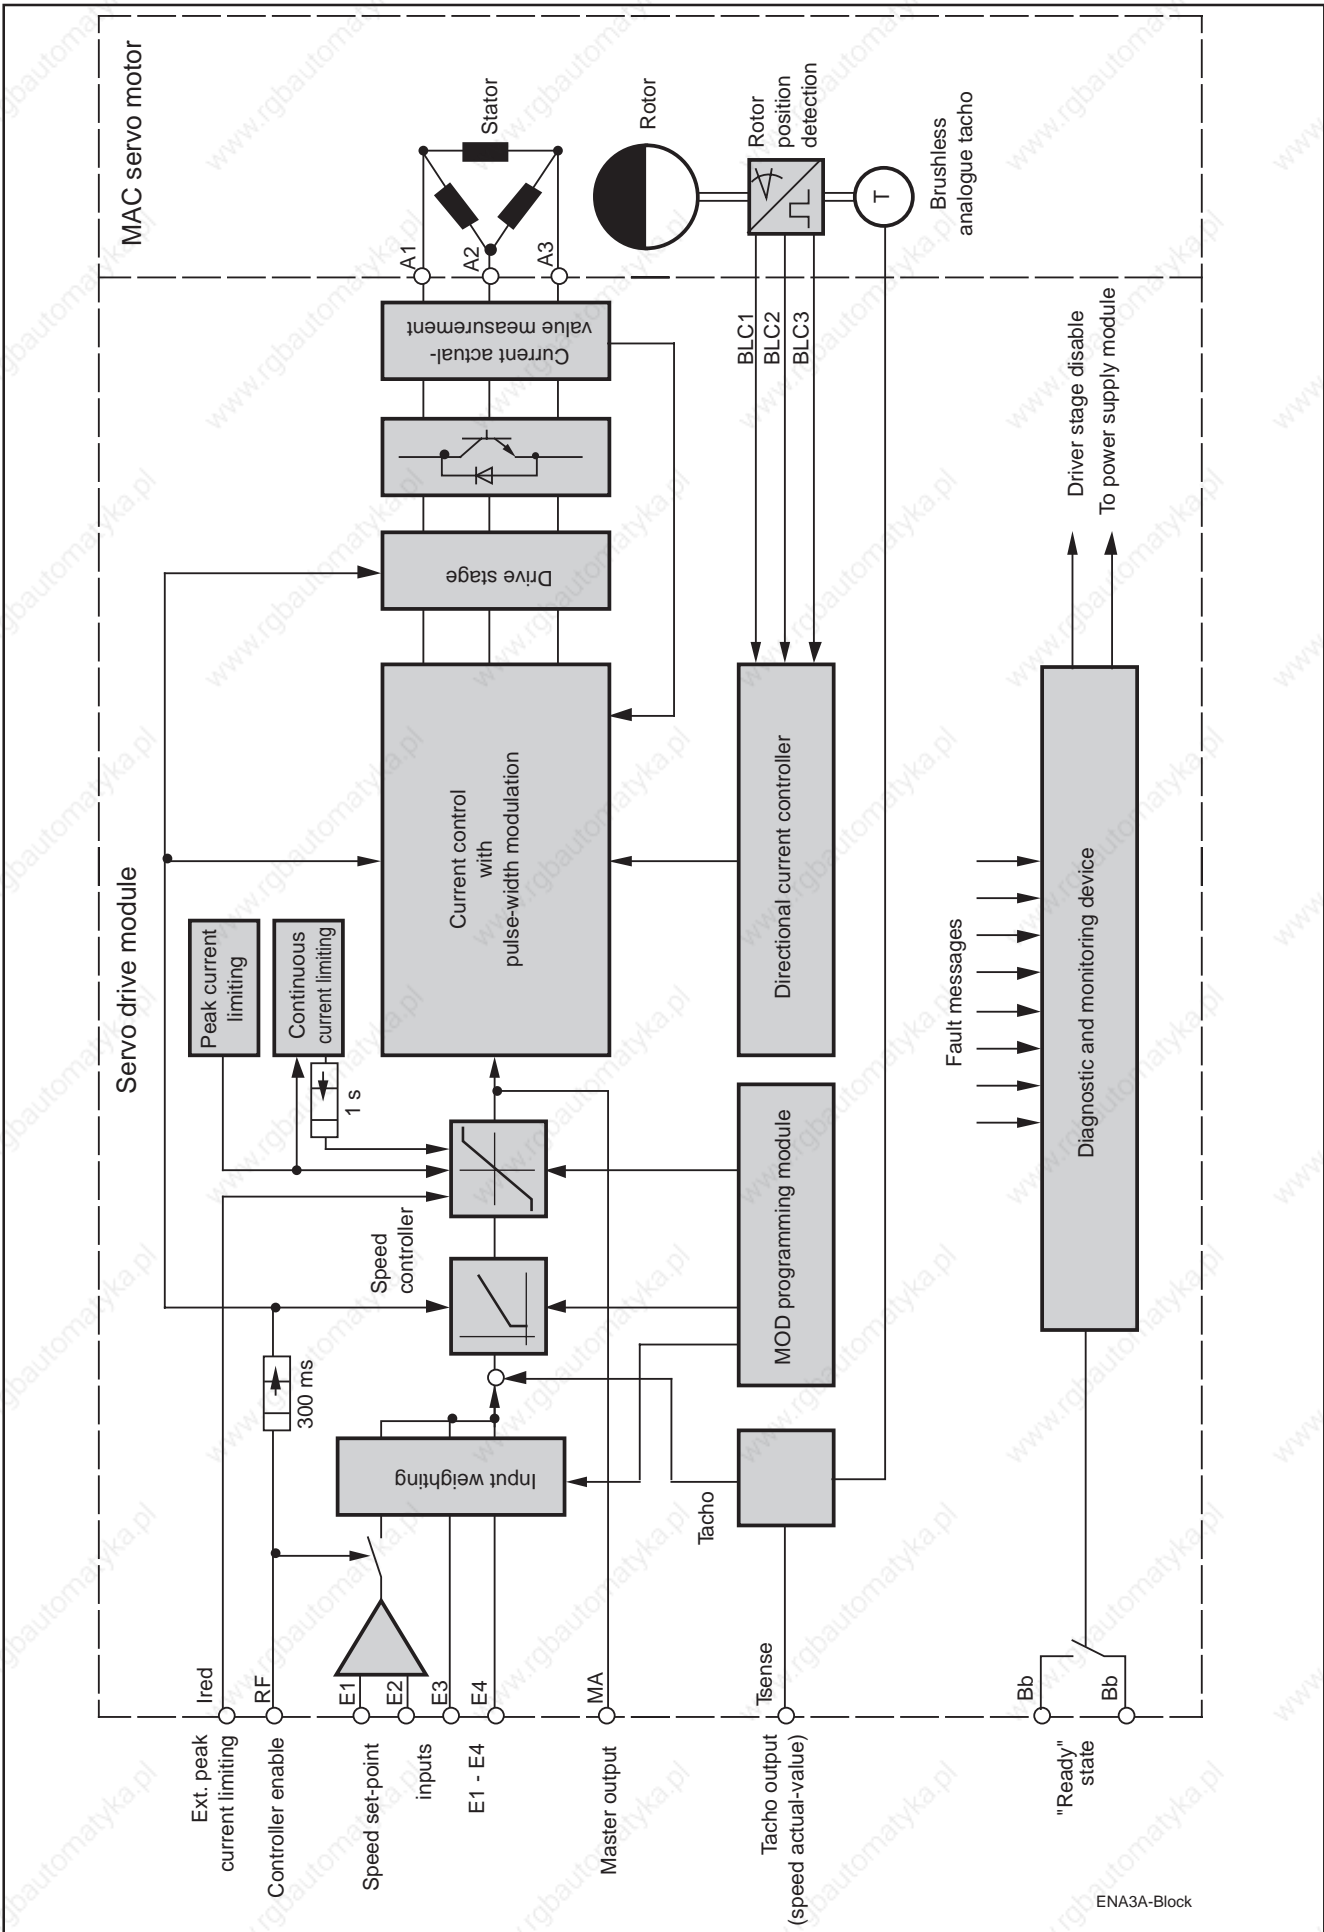 Servo drive module
MAC servo motor
Ext. peak
current limiting
Ired
Controller enable
RF
300 ms
Speed set-point
inputs
E1 - E4
E1
E2
E3
E4
Input weighting
Speed
controller
Peak current
limiting
Continuous
current limiting
1 s
Current control
with
pulse-width modulation
Drive stage
Current actual-
value measurement
A1
A2
A3
Stator
Rotor
Rotor
position
detection
Brushless
analogue tacho
T
BLC1
BLC2
BLC3
Master output
MA
Tacho output
(speed actual-value)
Tsense
Tacho
MOD programming module
Directional current controller
"Ready"
state
Bb
Bb
Fault messages
Diagnostic and monitoring device
Driver stage disable
To power supply module
ENA3A-Block
www.rgbautomatyka.pl